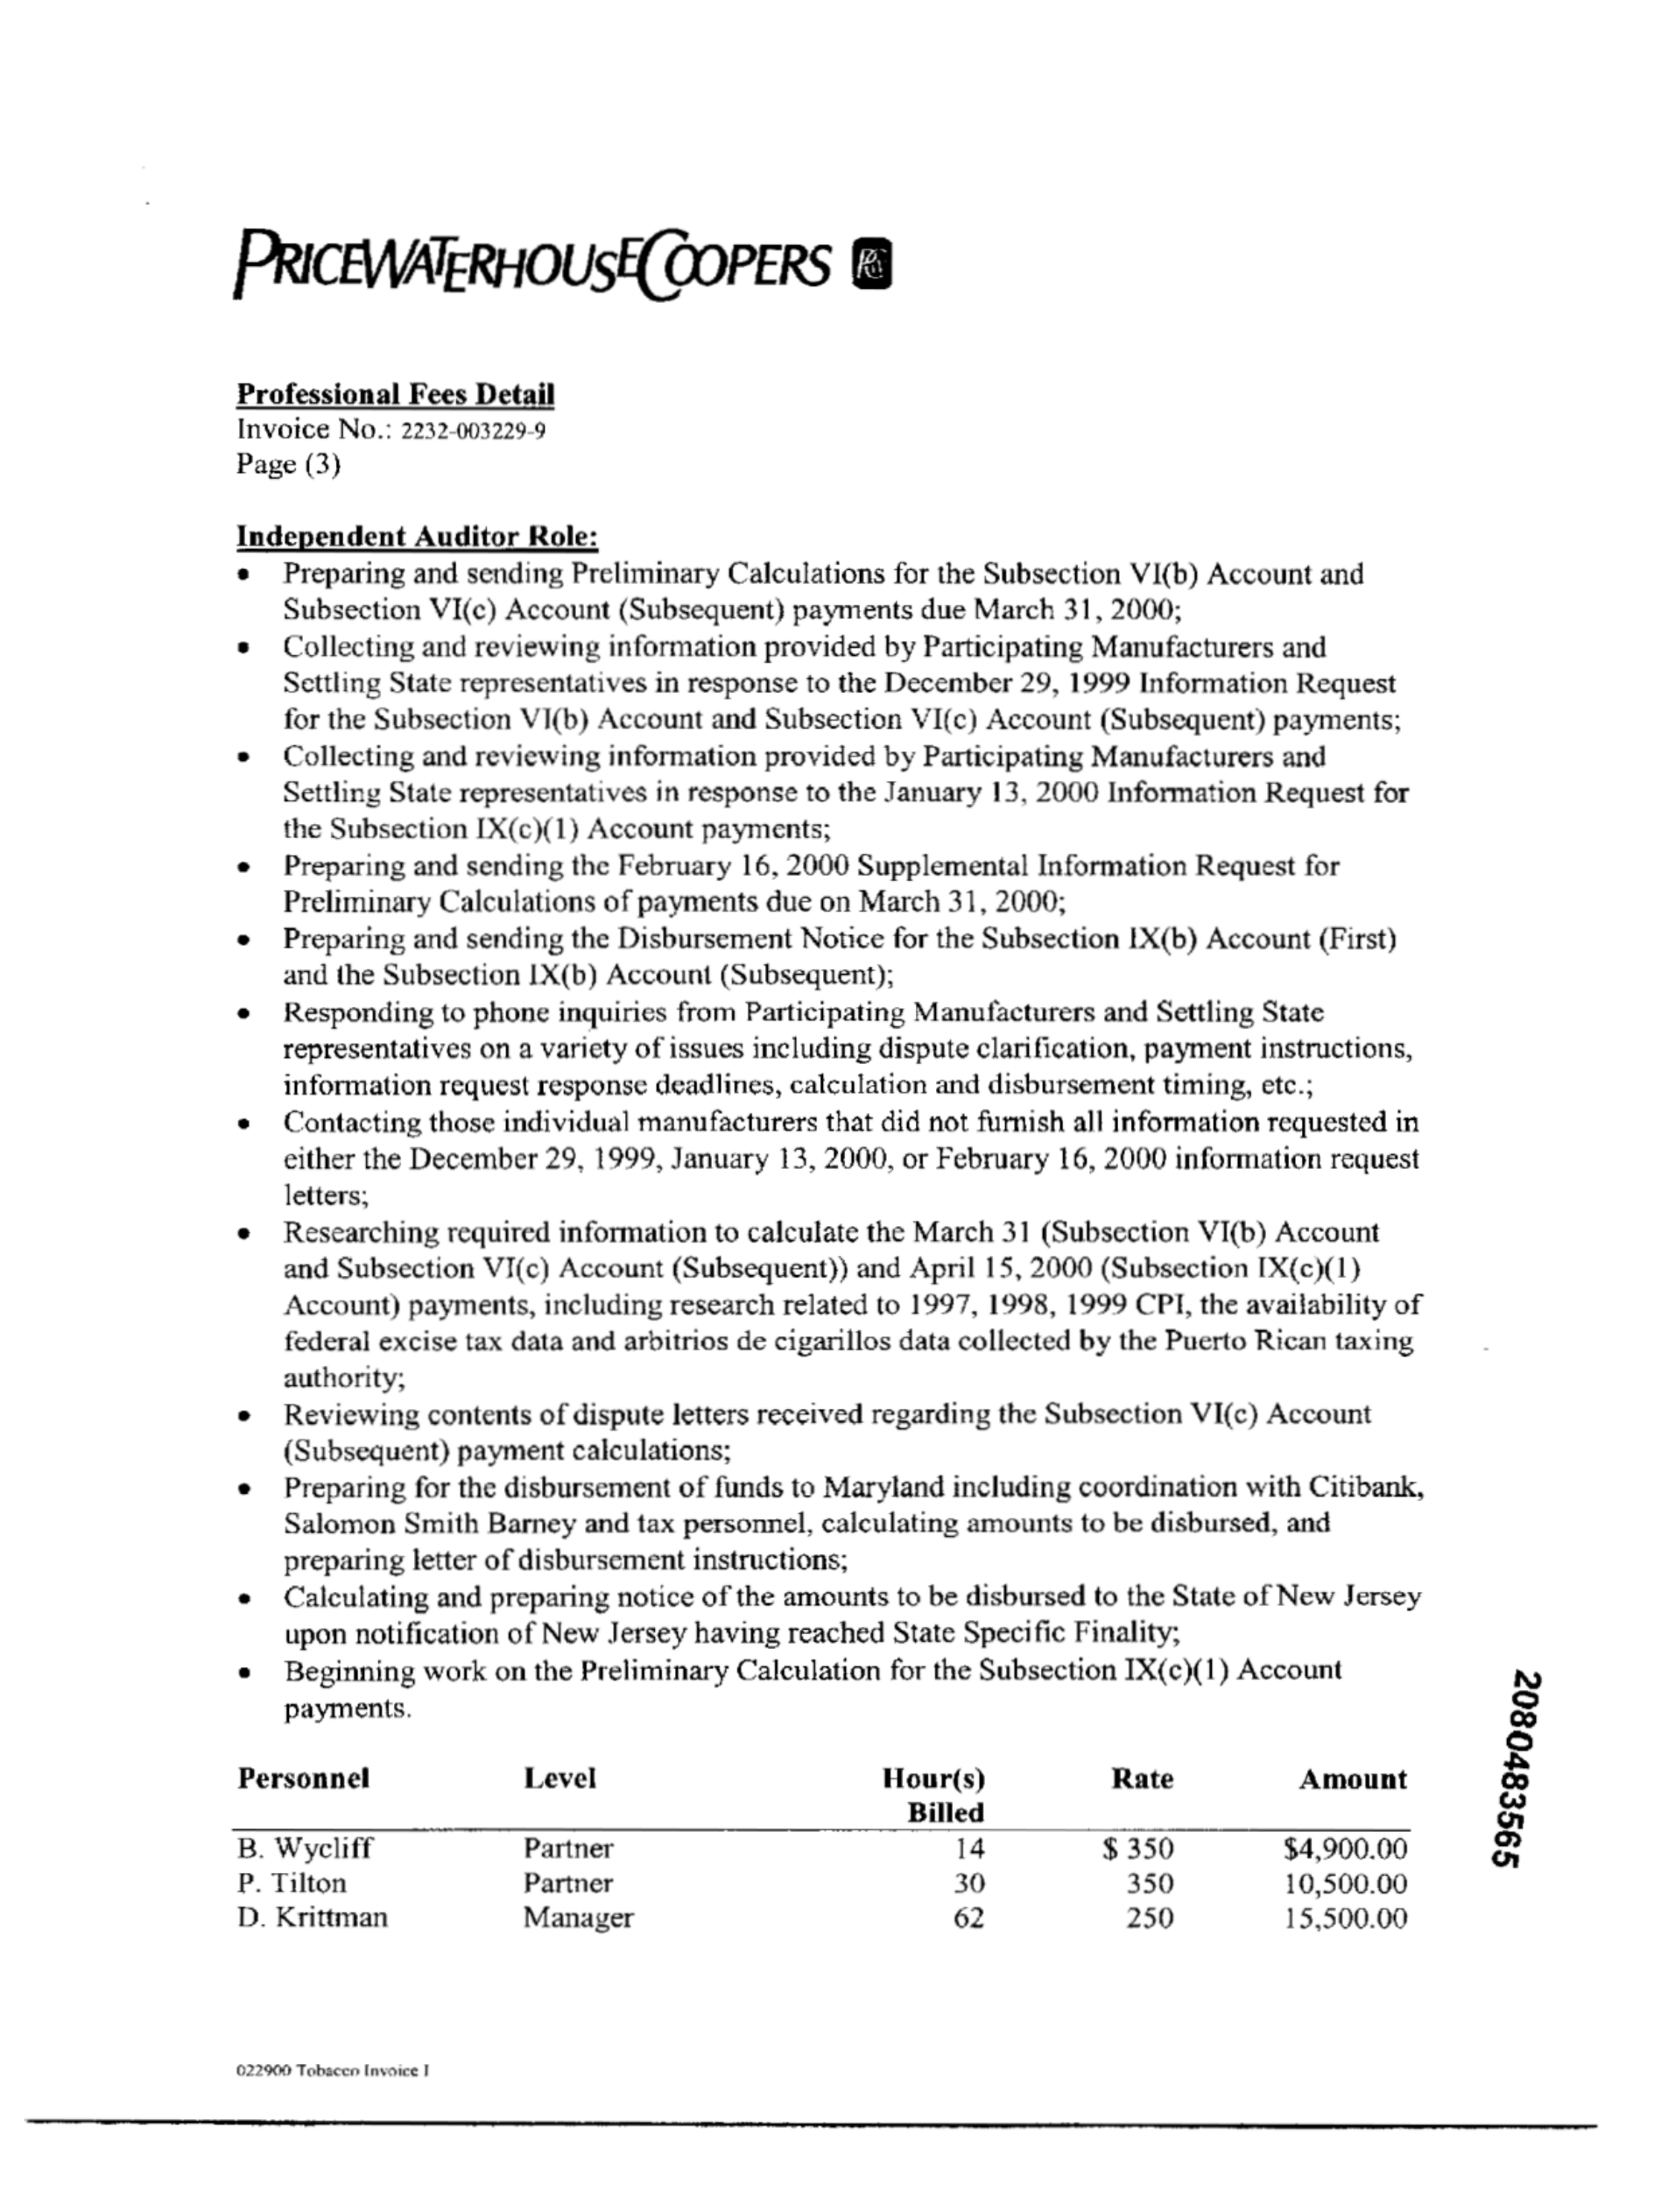 PRICEWATERHOUSECOOPERS
Professional Fees Detail
Invoice No.: 2232-003229-9
Page (3)
Independent Auditor Role:
• Preparing and sending Preliminary Calculations for the Subsection VI(b) Account and
Subsection VI(c) Account (Subsequent) payments due March 31, 2000;
• Collecting and reviewing information provided by Participating Manufacturers and
Settling State representatives in response to the December 29, 1999 Information Request
for the Subsection VI(b) Account and Subsection VI(c) Account (Subsequent) payments;
• Collecting and reviewing information provided by Participating Manufacturers and
Settling State representatives in response to the January 13, 2000 Information Request for
the Subsection IX(c)(1) Account payments;
• Preparing and sending the February 16, 2000 Supplemental Information Request for
Preliminary Calculations of payments due on March 31, 2000;
• Preparing and sending the Disbursement Notice for the Subsection IX(b) Account (First)
and the Subsection IX(b) Account (Subsequent);
• Responding to phone inquiries from Participating Manufacturers and Settling State
representatives on a variety of issues including dispute clarification, payment instructions,
information request response deadlines, calculation and disbursement timing, etc.;
• Contacting those individual manufacturers that did not furnish all information requested in
either the December 29, 1999, January 13, 2000, or February 16, 2000 information request
letters;
• Researching required information to calculate the March 31 (Subsection VI(b) Account
and Subsection VI(c) Account (Subsequent)) and April 15, 2000 (Subsection IX(c)(1)
Account) payments, including research related to 1997, 1998, 1999 CPI, the availability of
federal excise tax data and arbitrios de cigarillos data collected by the Puerto Rican taxing
authority;
• Reviewing contents of dispute letters received regarding the Subsection VI(c) Account
(Subsequent) payment calculations;
• Preparing for the disbursement of funds to Maryland including coordination with Citibank,
Salomon Smith Barney and tax personnel, calculating amounts to be disbursed, and
preparing letter of disbursement instructions;
• Calculating and preparing notice of the amounts to be disbursed to the State of New Jersey
upon notification of New Jersey having reached State Specific Finality;
• Beginning work on the Preliminary Calculation for the Subsection IX(c)(1) Account
payments.
Personnel Level Hour(s) Rate Amount
Billed
B. Wycliff Partner 14 $ 350 $4,900.00
P. Tilton Partner 30 350 10,500.00
D. Krittman Manager 62 250 15,500.00
2080483565
022900 Tobacco Invoice I